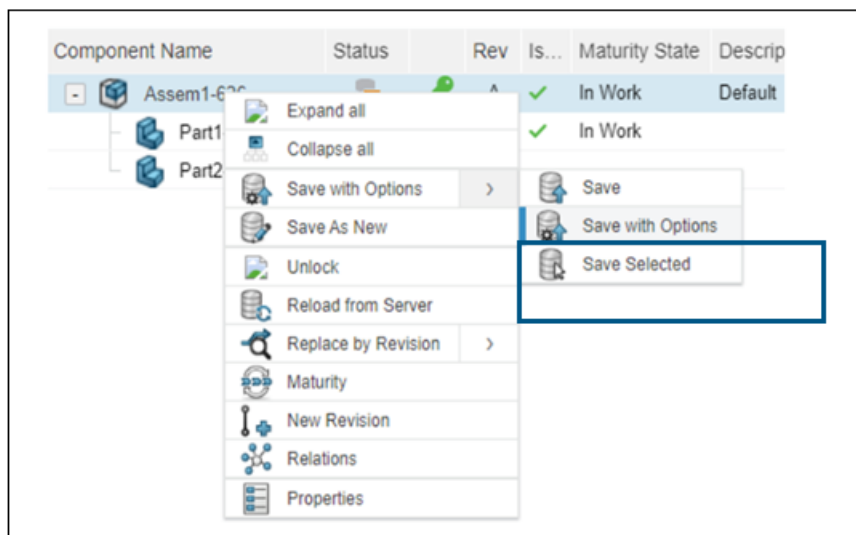 Component Name Status Rev Is... Maturity State Descrip
Assem1- A In Work Default
Part1 In Work
Part2
Expand all
Collapse all
Save with Options
Save As New
Unlock
Reload from Server
Replace by Revision
Maturity
New Revision
Relations
Properties
Save
Save with Options
Save Selected